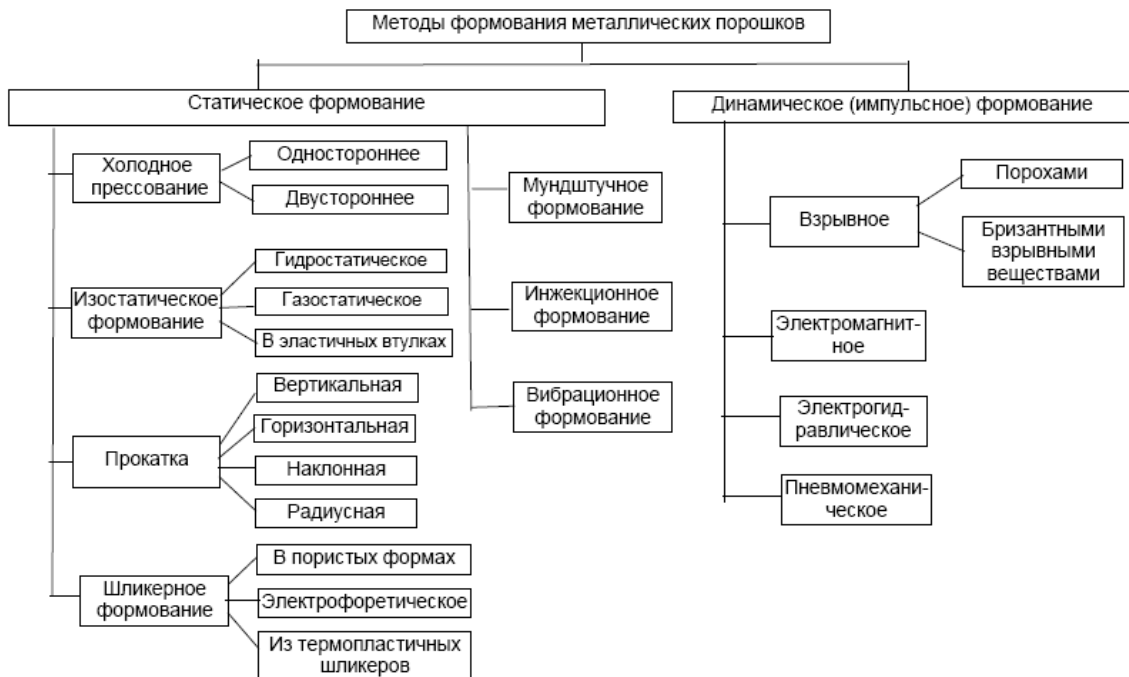 Методы формования металлических порошков
Статическое формование
Динамическое (импульсное) формование
Холодное
прессование
Одностороннее
Двустороннее
Изостатическое
формование
Гидростатическое
Газостатическое
В эластичных втулках
Прокатка
Вертикальная
Горизонтальная
Наклонная
Радиусная
Шликерное
формование
В пористых формах
Электрофоретическое
Из термопластичных
шликеров
Мундштучное
формование
Инжекционное
формование
Вибрационное
формование
Взрывное
Порохами
Бризантными
взрывными
веществами
Электромагнит-
ное
Электрогид-
равлическое
Пневмомехани-
ческое